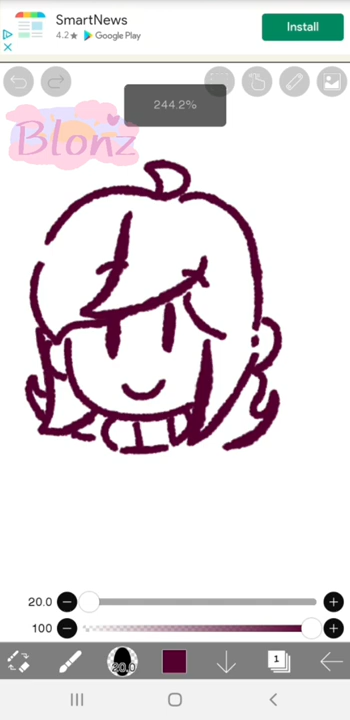 SmartNews
4.2★ Google Play
Install
244.2%
Blonz
20.0
100
20.0
1